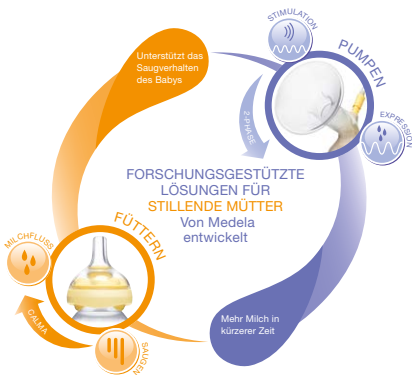 STIMULATION
PUMPEN
Unterstützt das
Saugverhalten
des Babys
2-PHASE
EXPRESSION
FORSCHUNGSGESTÜTZTE
LÖSUNGEN FÜR
STILLENDE MÜTTER
Von Medela
entwickelt
FÜTTERN
MILCHFLUSS
CALMA
SAUGEN
Mehr Milch in
kürzerer Zeit